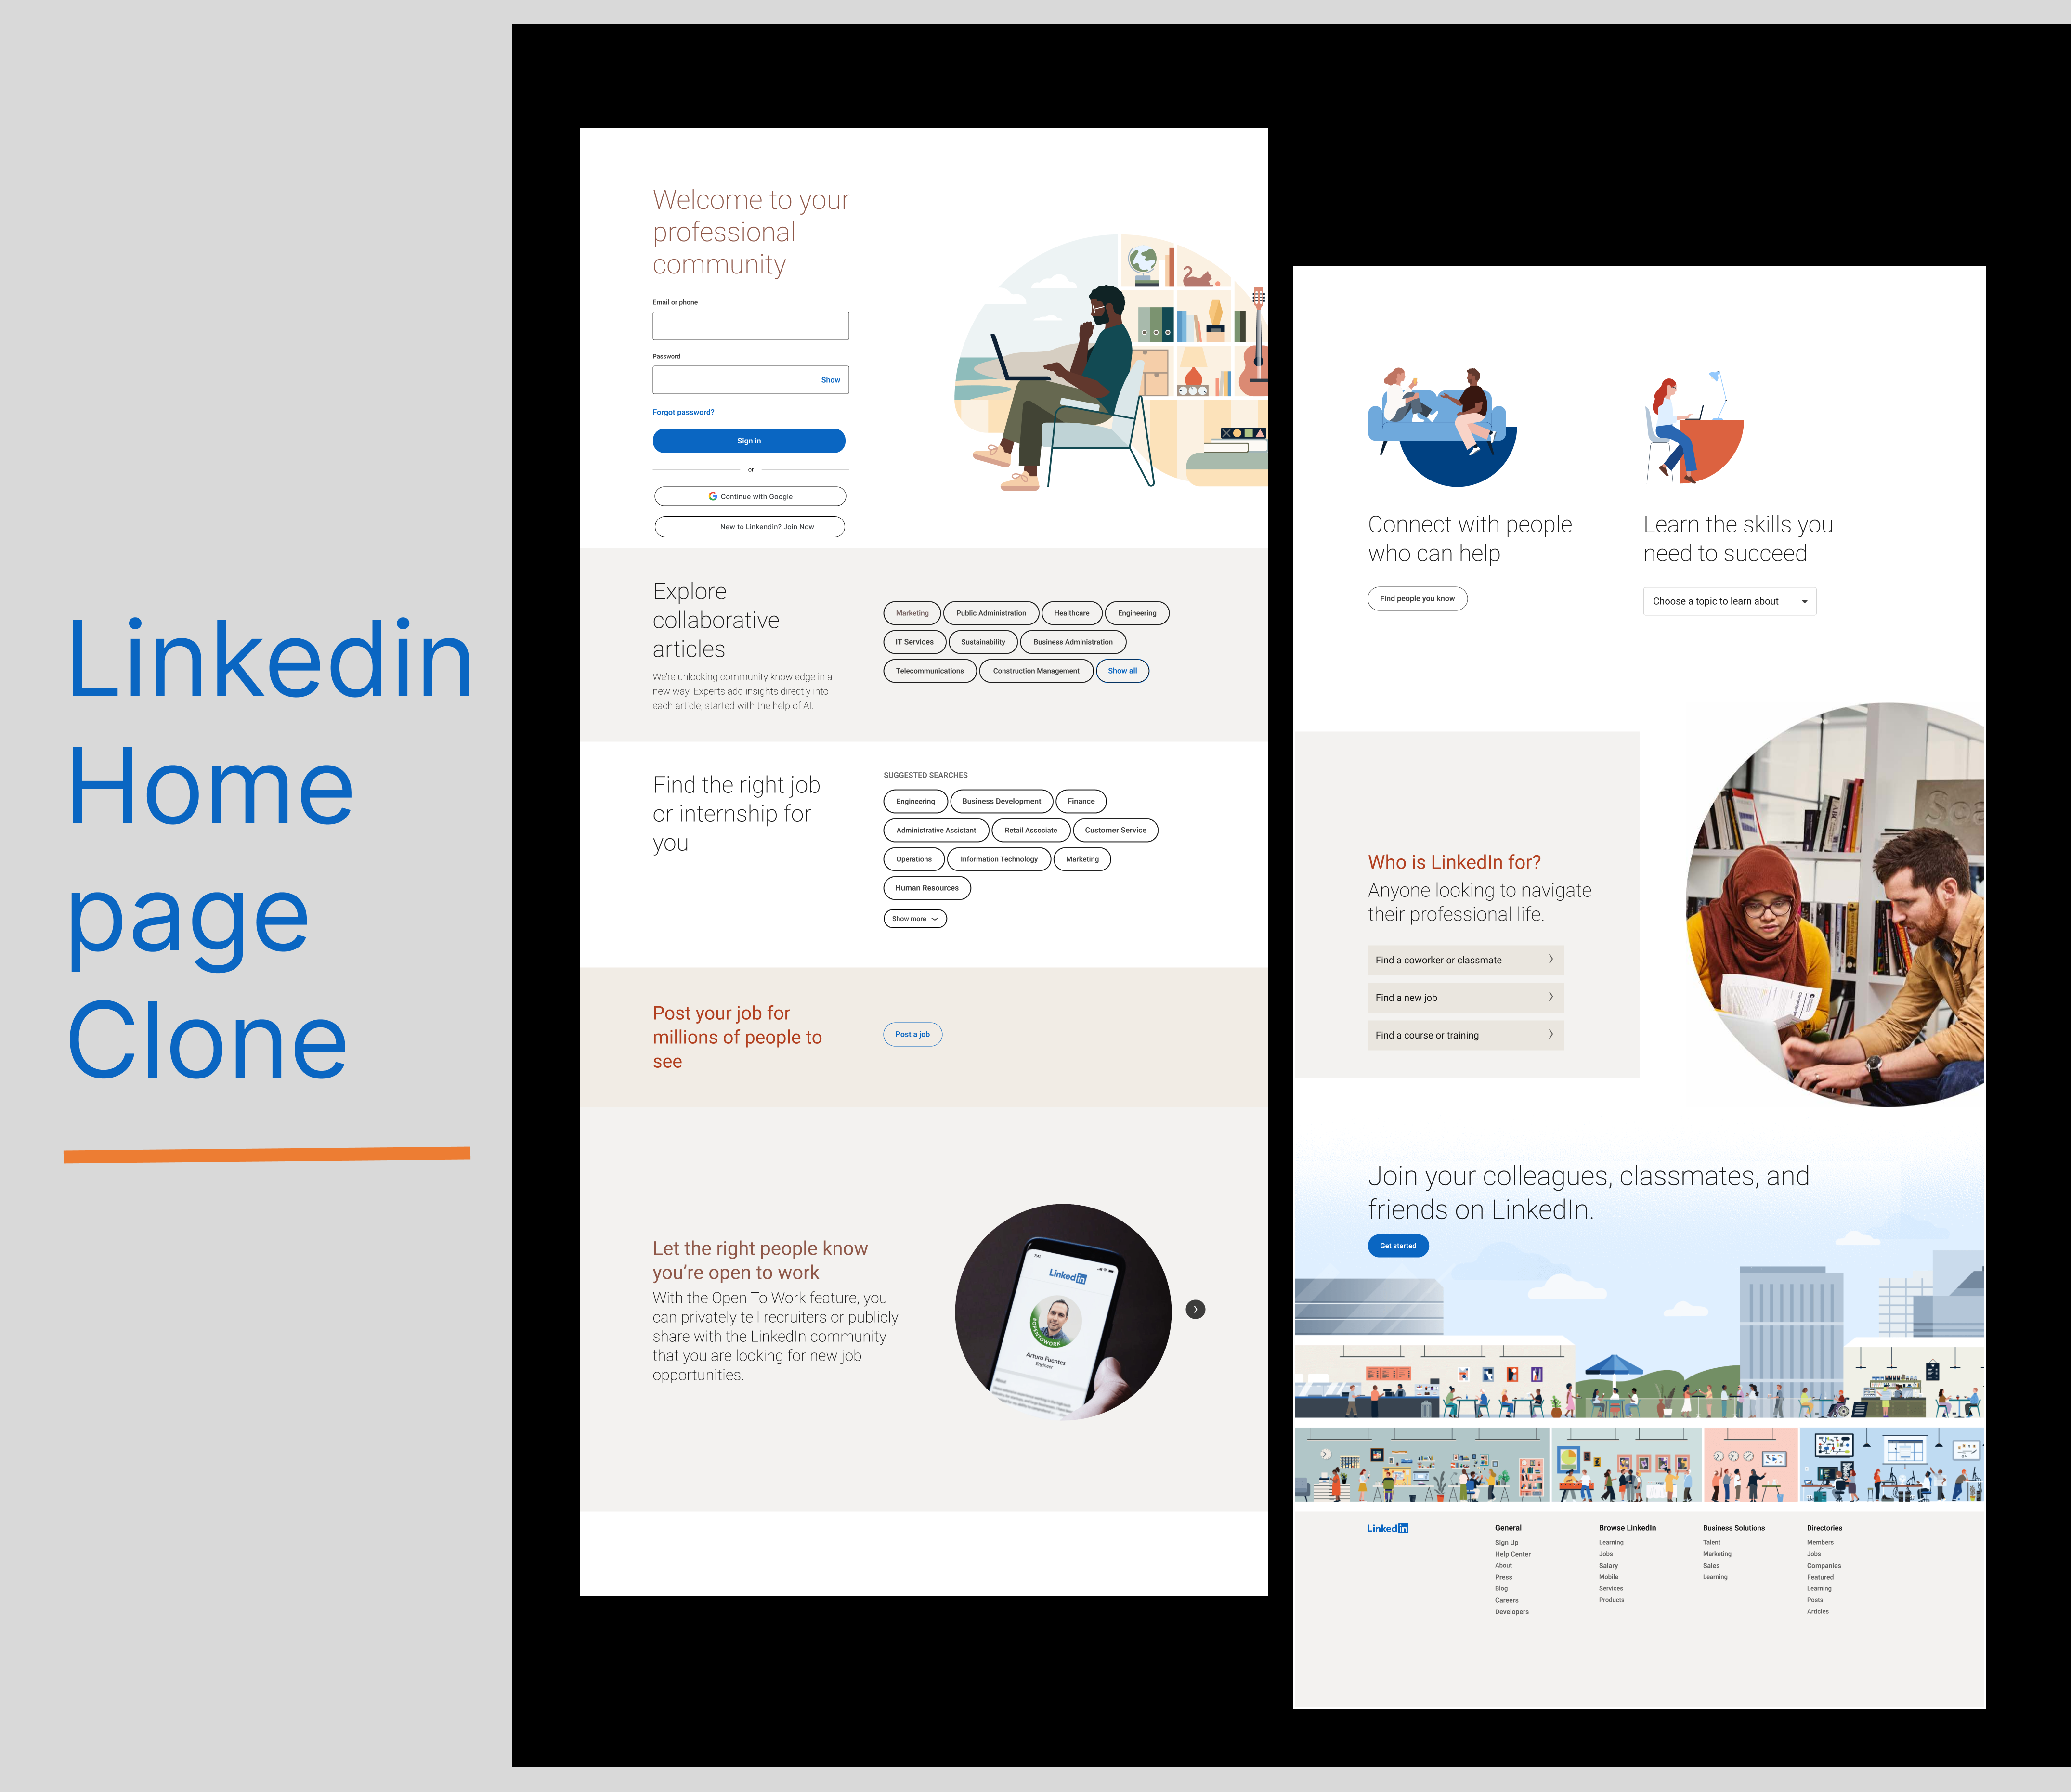 Linkedin
Home
page
Clone
Welcome to your
professional
community
Email or phone
Password
Show
Forgot password?
Sign in
or
Continue with Google
New to Linkendin? Join Now
Explore
collaborative
articles
We're unlocking community knowledge in a
new way. Experts add insights directly into
each article, started with the help of AI.
Marketing Public Administration Healthcare Engineering
IT Services Sustainability Business Administration
Telecommunications Construction Management Show all
Find the right job
or internship for
you
SUGGESTED SEARCHES
Engineering Business Development Finance
Administrative Assistant Retail Associate Customer Service
Operations Information Technology Marketing
Human Resources
Show more
Post your job for
millions of people to
see
Post a job
Let the right people know
you're open to work
With the Open To Work feature, you
can privately tell recruiters or publicly
share with the LinkedIn community
that you are looking for new job
opportunities.
Linkedin
#OPENTOWORK
Arturo Fuentes
Engineer
About
Connect with people
who can help
Find people you know
Learn the skills you
need to succeed
Choose a topic to learn about
Who is LinkedIn for?
Anyone looking to navigate
their professional life.
Find a coworker or classmate
Find a new job
Find a course or training
Join your colleagues, classmates, and
friends on LinkedIn.
Get started
Linkedin
General
Sign Up
Help Center
About
Press
Blog
Careers
Developers
Browse LinkedIn
Learning
Jobs
Salary
Mobile
Services
Products
Business Solutions
Talent
Marketing
Sales
Learning
Directories
Members
Jobs
Companies
Featured
Learning
Posts
Articles